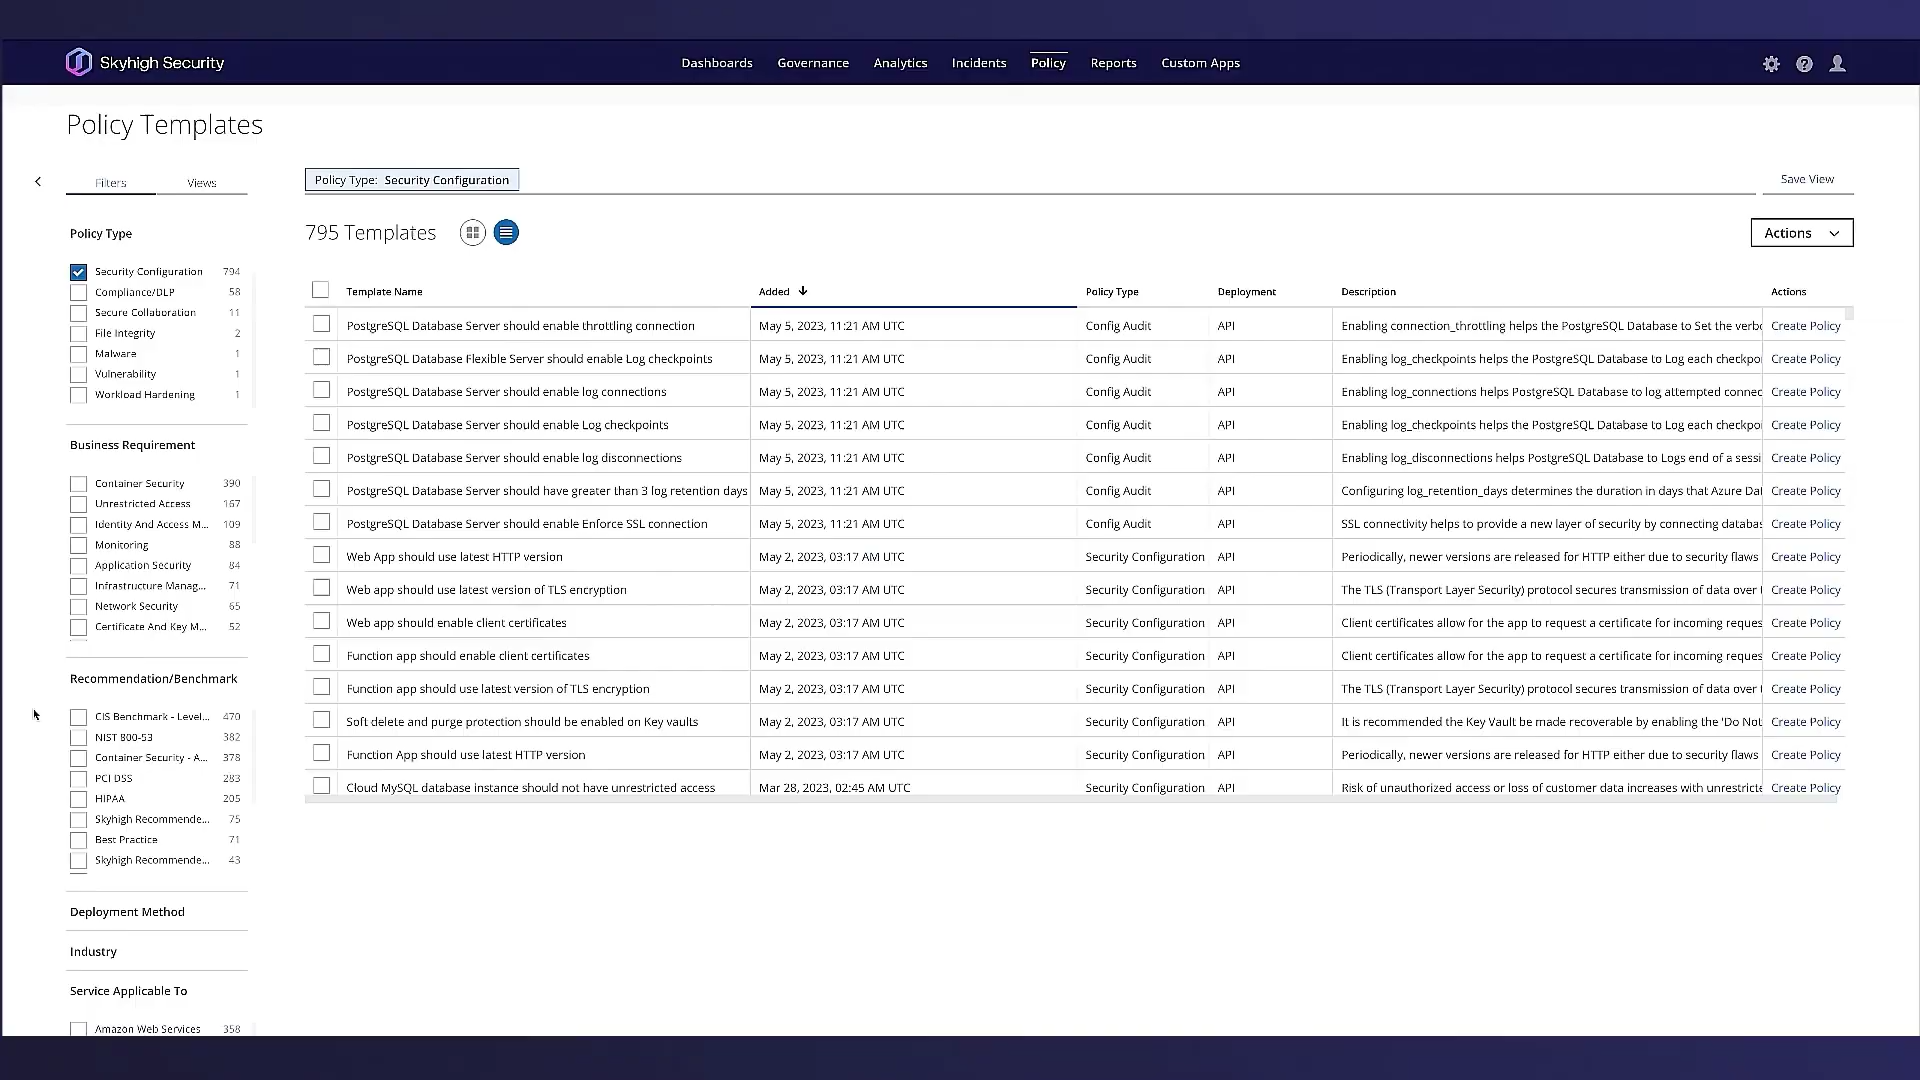 Skyhigh Security
Dashboards Governance Analytics Incidents Policy Reports Custom Apps
Policy Templates
Filters Views
Policy Type: Security Configuration
Save View
795 Templates
Actions
Policy Type
Security Configuration 794
Compliance/DLP 58
Secure Collaboration 11
File Integrity 2
Malware 1
Vulnerability 1
Workload Hardening 1
Business Requirement
Container Security 390
Unrestricted Access 167
Identity And Access M... 109
Monitoring 88
Application Security 84
Infrastructure Manag... 71
Network Security 65
Certificate And Key M... 52
Recommendation/Benchmark
CIS Benchmark - Level... 470
NIST 800-53 382
Container Security - A... 378
PCI DSS 283
HIPAA 205
Skyhigh Recommende... 75
Best Practice 71
Skyhigh Recommende... 43
Deployment Method
Industry
Service Applicable To
Amazon Web Services 358
Template Name Added Policy Type Deployment Description Actions
PostgreSQL Database Server should enable throttling connection May 5, 2023, 11:21 AM UTC Config Audit API Enabling connection_throttling helps the PostgreSQL Database to Set the verbo Create Policy
PostgreSQL Database Flexible Server should enable Log checkpoints May 5, 2023, 11:21 AM UTC Config Audit API Enabling log_checkpoints helps the PostgreSQL Database to Log each checkpo Create Policy
PostgreSQL Database Server should enable log connections May 5, 2023, 11:21 AM UTC Config Audit API Enabling log_connections helps PostgreSQL Database to log attempted connec Create Policy
PostgreSQL Database Server should enable Log checkpoints May 5, 2023, 11:21 AM UTC Config Audit API Enabling log_checkpoints helps the PostgreSQL Database to Log each checkpo Create Policy
PostgreSQL Database Server should enable log disconnections May 5, 2023, 11:21 AM UTC Config Audit API Enabling log_disconnections helps PostgreSQL Database to Logs end of a sessi Create Policy
PostgreSQL Database Server should have greater than 3 log retention days May 5, 2023, 11:21 AM UTC Config Audit API Configuring log_retention_days determines the duration in days that Azure Da Create Policy
PostgreSQL Database Server should enable Enforce SSL connection May 5, 2023, 11:21 AM UTC Config Audit API SSL connectivity helps to provide a new layer of security by connecting databas Create Policy
Web App should use latest HTTP version May 2, 2023, 03:17 AM UTC Security Configuration API Periodically, newer versions are released for HTTP either due to security flaws Create Policy
Web app should use latest version of TLS encryption May 2, 2023, 03:17 AM UTC Security Configuration API The TLS (Transport Layer Security) protocol secures transmission of data over Create Policy
Web app should enable client certificates May 2, 2023, 03:17 AM UTC Security Configuration API Client certificates allow for the app to request a certificate for incoming reques Create Policy
Function app should enable client certificates May 2, 2023, 03:17 AM UTC Security Configuration API Client certificates allow for the app to request a certificate for incoming reques Create Policy
Function app should use latest version of TLS encryption May 2, 2023, 03:17 AM UTC Security Configuration API The TLS (Transport Layer Security) protocol secures transmission of data over Create Policy
Soft delete and purge protection should be enabled on Key vaults May 2, 2023, 03:17 AM UTC Security Configuration API It is recommended the Key Vault be made recoverable by enabling the 'Do Not Create Policy
Function App should use latest HTTP version May 2, 2023, 03:17 AM UTC Security Configuration API Periodically, newer versions are released for HTTP either due to security flaws Create Policy
Cloud MySQL database instance should not have unrestricted access Mar 28, 2023, 02:45 AM UTC Security Configuration API Risk of unauthorized access or loss of customer data increases with unrestricte Create Policy